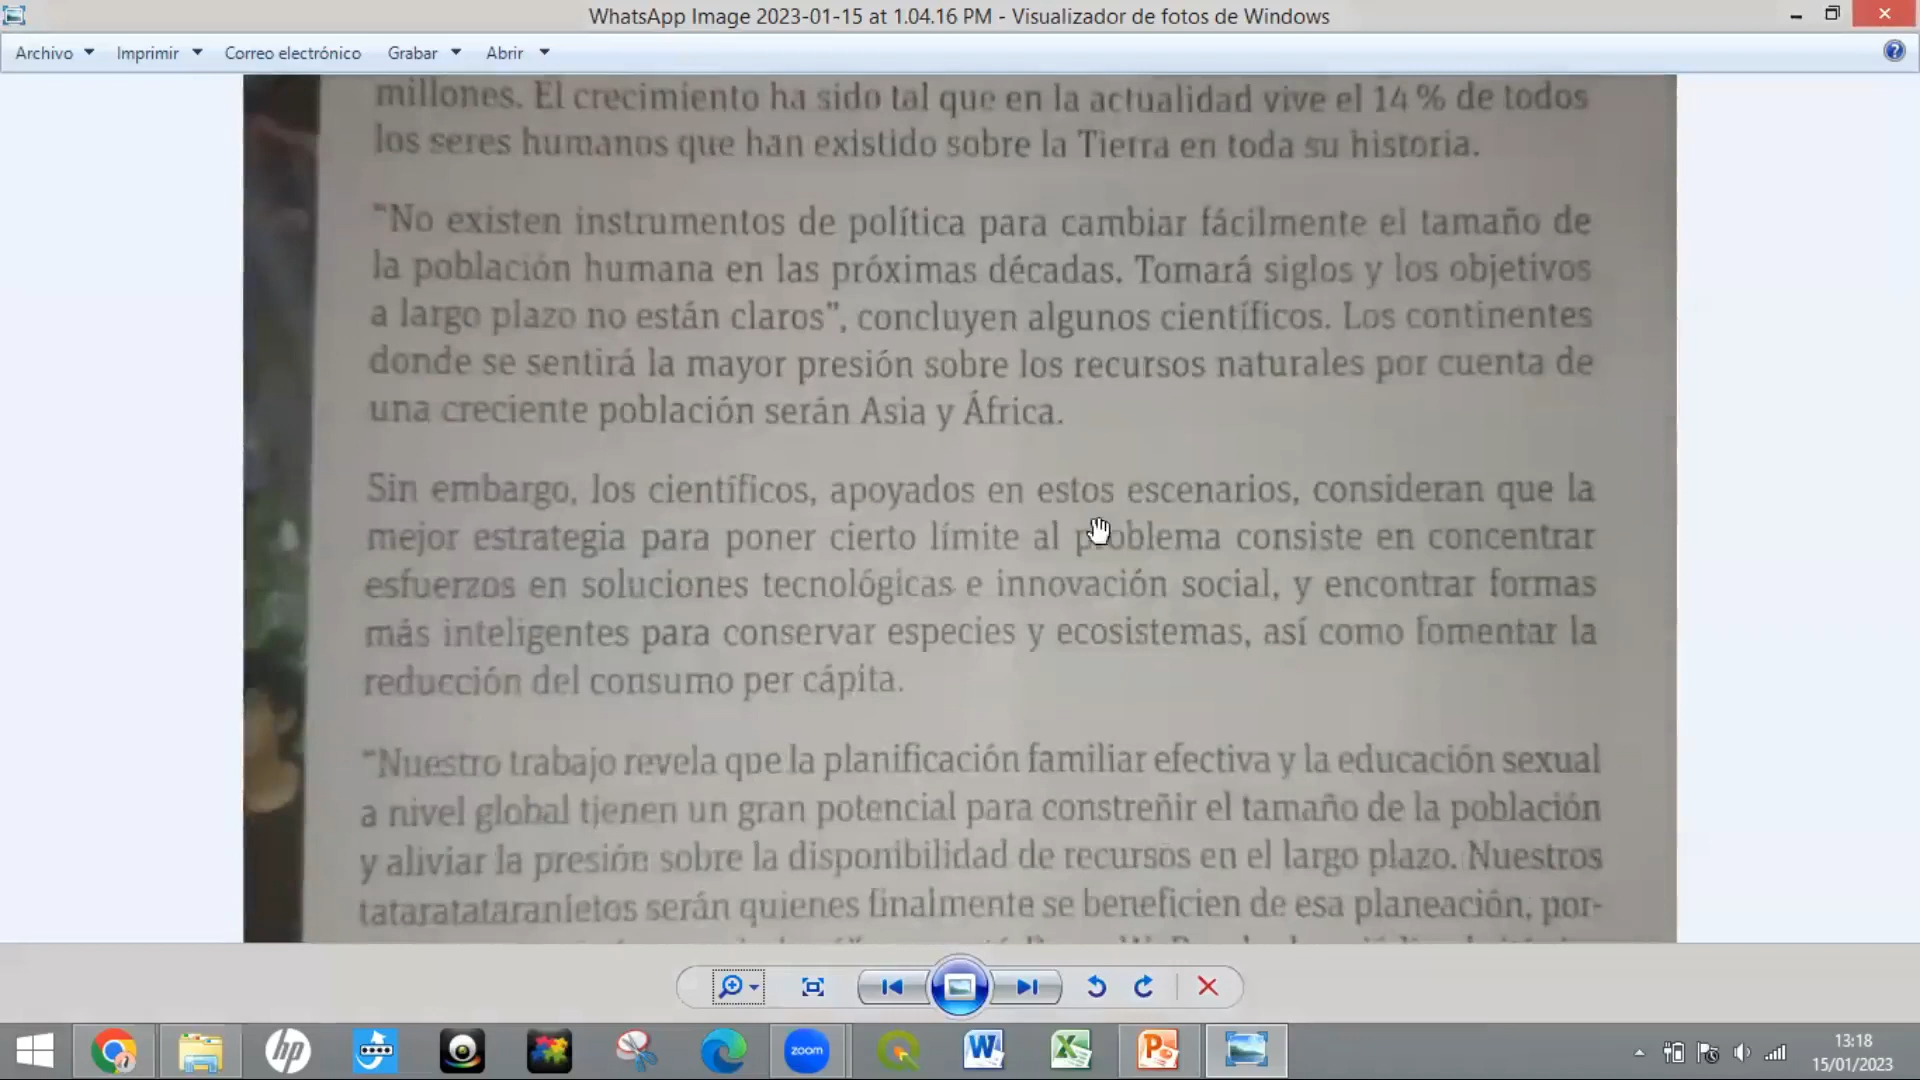 WhatsApp Image 2023-01-15 at 1.04.16 PM - Visualizador de fotos de Windows
Archivo Imprimir Correo electrónico Grabar Abrir
millones. El crecimiento ha sido tal que en la actualidad vive el 14 % de todos
los seres humanos que han existido sobre la Tierra en toda su historia.
"No existen instrumentos de política para cambiar fácilmente el tamaño de
la población humana en las próximas décadas. Tomará siglos y los objetivos
a largo plazo no están claros", concluyen algunos científicos. Los continentes
donde se sentirá la mayor presión sobre los recursos naturales por cuenta de
una creciente población serán Asia y África.
Sin embargo, los científicos, apoyados en estos escenarios, consideran que la
mejor estrategia para poner cierto límite al problema consiste en concentrar
esfuerzos en soluciones tecnológicas e innovación social, y encontrar formas
más inteligentes para conservar especies y ecosistemas, así como fomentar la
reducción del consumo per cápita.
"Nuestro trabajo revela que la planificación familiar efectiva y la educación sexual
a nivel global tienen un gran potencial para constreñir el tamaño de la población
y aliviar la presión sobre la disponibilidad de recursos en el largo plazo. Nuestros
tataratataranietos serán quienes finalmente se beneficien de esa planeación, por-
hp
zoom
13:18
15/01/2023